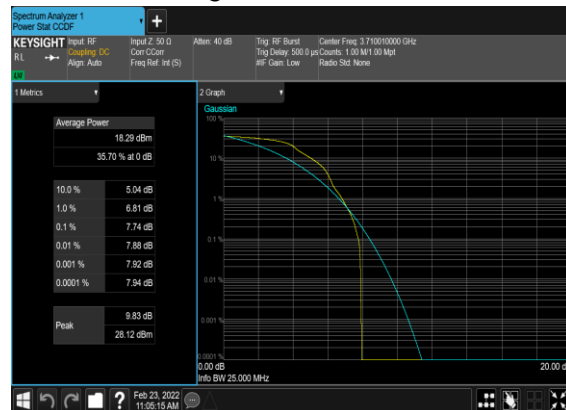 Spectrum Analyzer 1
Power Stat CCDF
+
KEYSIGHT
RL
Input: RF
Coupling: DC
Align: Auto
Input Z: 50 Ω
Corr CCorr
Freq Ref: Int (S)
Atten: 40 dB
Trig: RF Burst
Trig Delay: 500.0 µs
#IF Gain: Low
Center Freq: 3.710010000 GHz
Counts: 1.00 M/1.00 Mpt
Radio Std: None
1 Metrics
Average Power
18.29 dBm
35.70 % at 0 dB
10.0 % 5.04 dB
1.0 % 6.81 dB
0.1 % 7.74 dB
0.01 % 7.88 dB
0.001 % 7.92 dB
0.0001 % 7.94 dB
Peak
9.83 dB
28.12 dBm
2 Graph
Gaussian
100 %
10 %
1 %
0.1 %
0.01 %
0.001 %
0.0001 %
0.00 dB
20.00 d
Info BW 25.000 MHz
?
Feb 23, 2022
11:05:15 AM